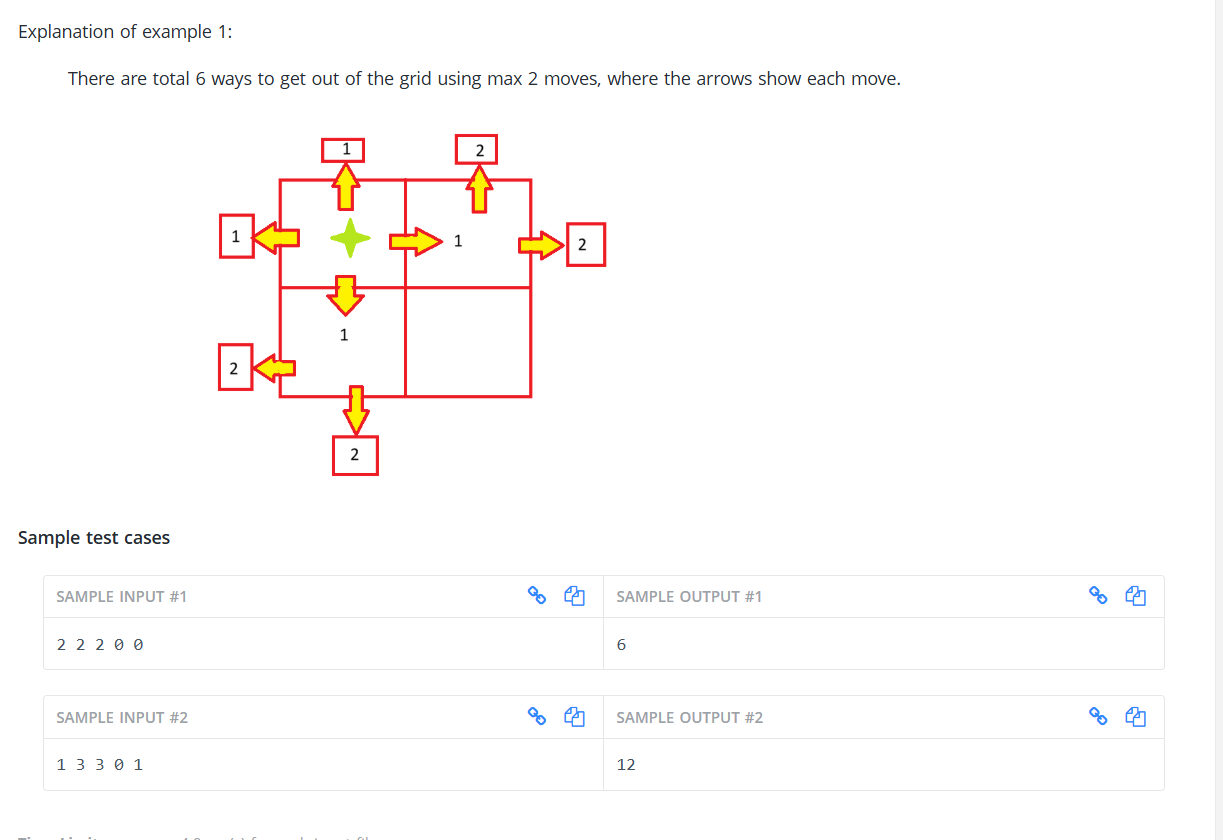 Explanation of example 1:
There are total 6 ways to get out of the grid using max 2 moves, where the arrows show each move.
1
2
1
1
2
1
2
2
Sample test cases
SAMPLE INPUT #1
SAMPLE OUTPUT #1
2 2 2 0 0
6
SAMPLE INPUT #2
SAMPLE OUTPUT #2
1 3 3 0 1
12